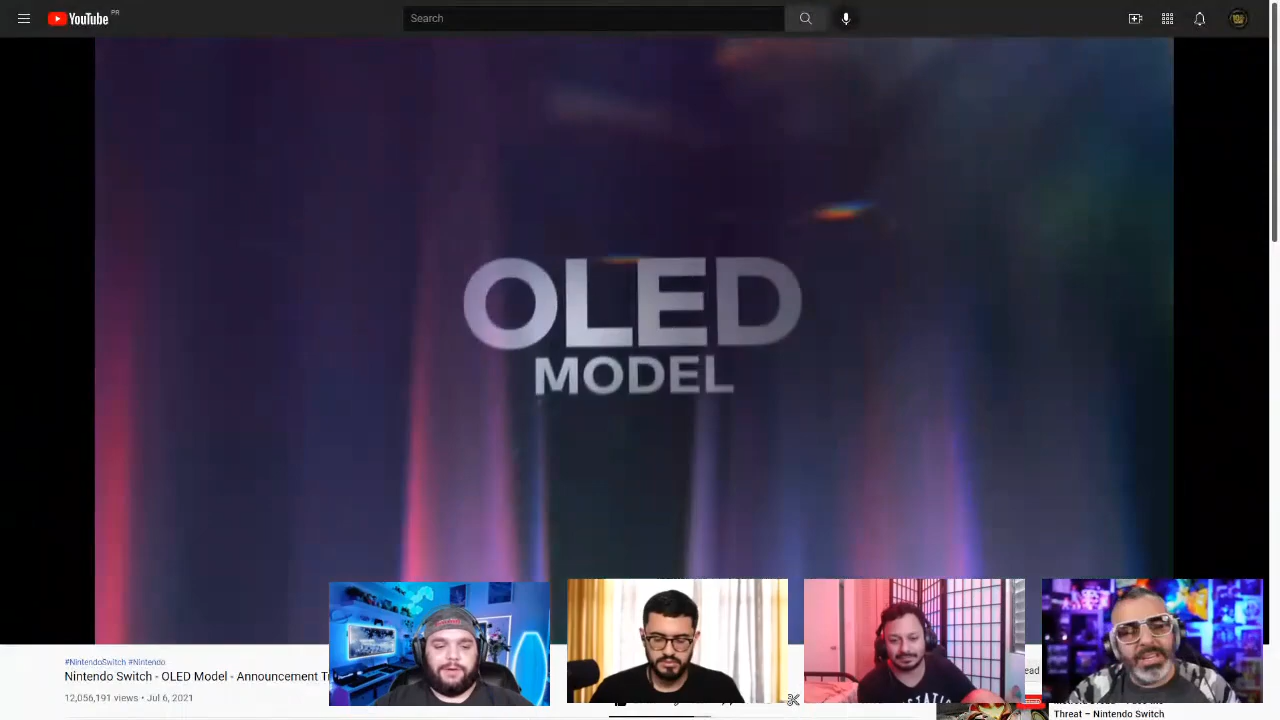 YouTube PR
Search
OLED
MODEL
#NintendoSwitch #Nintendo
Nintendo Switch - OLED Model - Announcement
12,056,191 views • Jul 6, 2021
Threat – Nintendo Switch